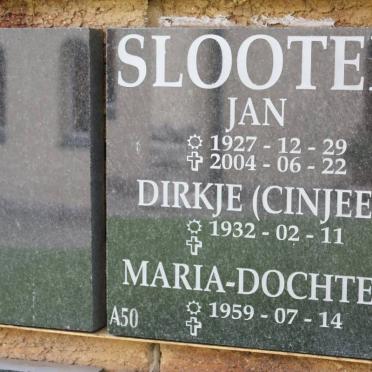 SLOOTE
JAN
☼ 1927 - 12 - 29
✝ 2004 - 06 - 22
DIRKJE (CINJEE
☼ 1932 - 02 - 11
✝
MARIA-DOCHTE
☼ 1959 - 07 - 14
✝
A50